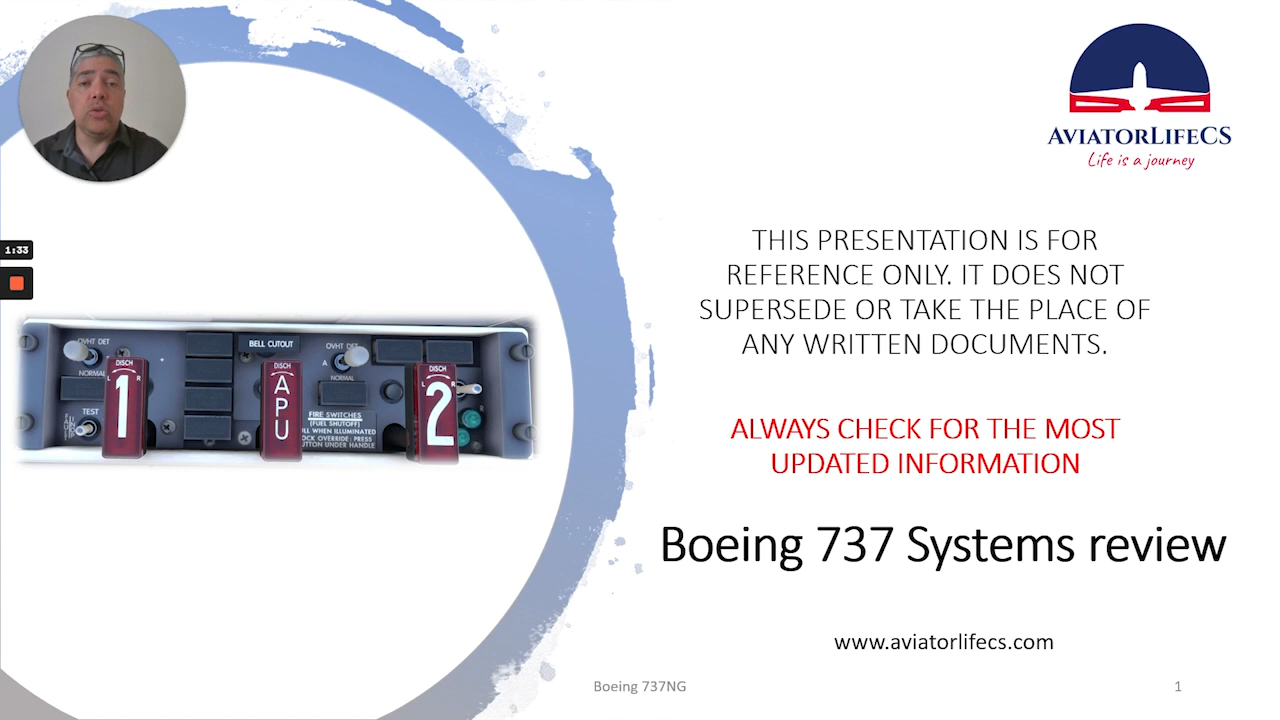 AVIATORLIFECS
Life is a journey
1:33
THIS PRESENTATION IS FOR
REFERENCE ONLY. IT DOES NOT
SUPERSEDE OR TAKE THE PLACE OF
ANY WRITTEN DOCUMENTS.
ALWAYS CHECK FOR THE MOST
UPDATED INFORMATION
OVHT DET
NORMAL
TEST
DISCH
L R
1
BELL CUTOUT
DISCH
APU
OVHT DET
A
NORMAL
FIRE SWITCHES
(FUEL SHUTOFF)
WHEN ILLUMINATED
OVERRIDE: PRESS
UNDER HANDLE
DISCH
L R
2
Boeing 737 Systems review
www.aviatorlifecs.com
Boeing 737NG
1